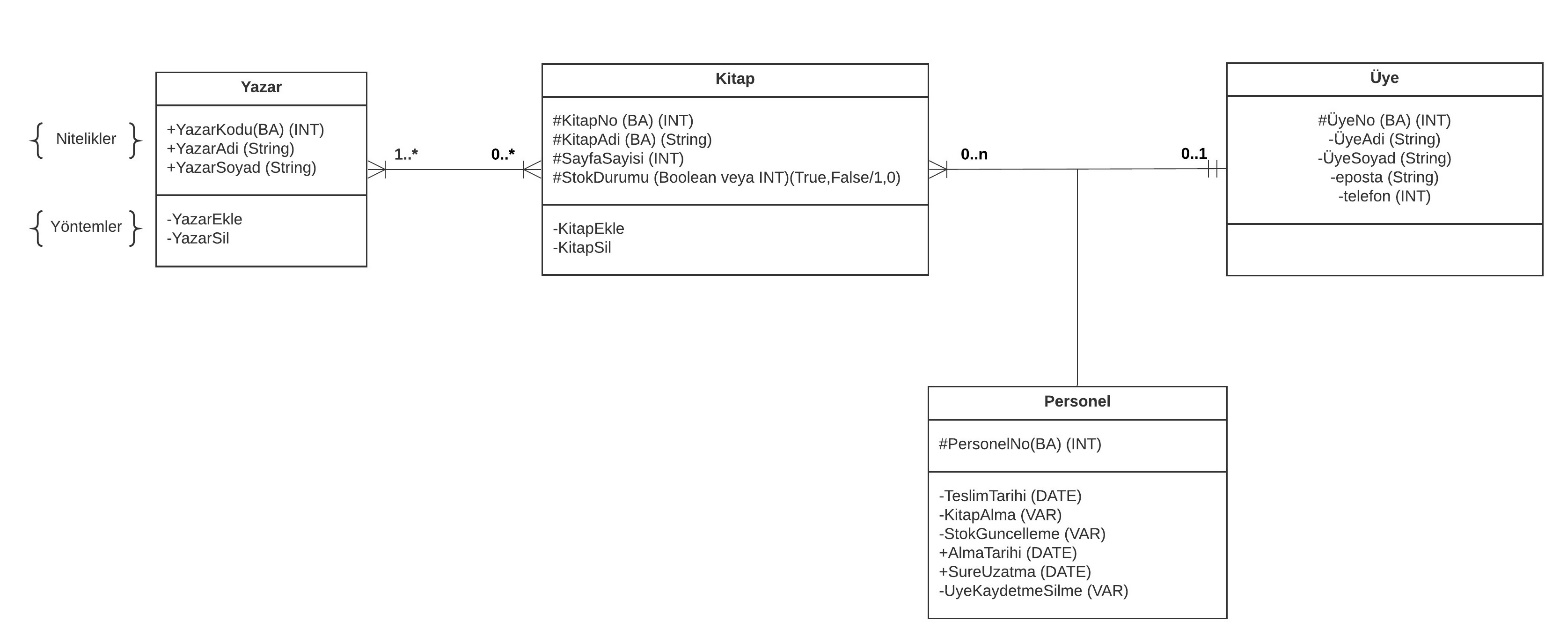 Yazar
Nitelikler
+YazarKodu(BA) (INT)
+YazarAdi (String)
+YazarSoyad (String)
Yöntemler
-YazarEkle
-YazarSil
1..*
0..*
Kitap
#KitapNo (BA) (INT)
#KitapAdi (BA) (String)
#SayfaSayisi (INT)
#StokDurumu (Boolean veya INT)(True,False/1,0)
-KitapEkle
-KitapSil
0..n
0..1
Üye
#ÜyeNo (BA) (INT)
-ÜyeAdi (String)
-ÜyeSoyad (String)
-eposta (String)
-telefon (INT)
Personel
#PersonelNo(BA) (INT)
-TeslimTarihi (DATE)
-KitapAlma (VAR)
-StokGuncelleme (VAR)
+AlmaTarihi (DATE)
+SureUzatma (DATE)
-UyeKaydetmeSilme (VAR)